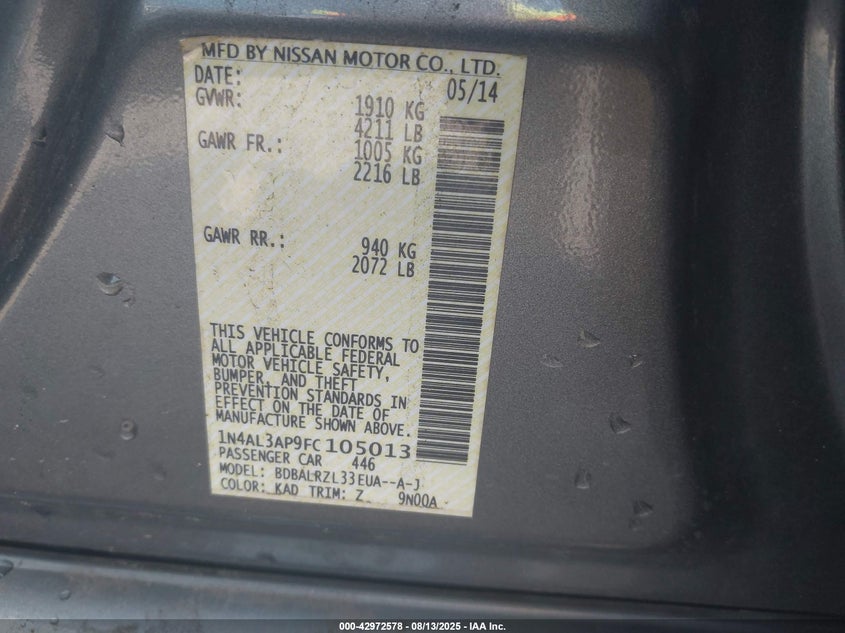 MFD BY NISSAN MOTOR CO., LTD.
DATE: 05/14
GVWR: 1910 KG
4211 LB
GAWR FR.: 1005 KG
2216 LB
GAWR RR.: 940 KG
2072 LB
THIS VEHICLE CONFORMS TO
ALL APPLICABLE FEDERAL
MOTOR VEHICLE SAFETY,
BUMPER, AND THEFT
PREVENTION STANDARDS IN
EFFECT ON THE DATE OF
MANUFACTURE SHOWN ABOVE.
1N4AL3AP9FC105013
PASSENGER CAR 446
MODEL: BDBALRZL33EUA--A-J
COLOR: KAD TRIM: Z 9N00A
000-42972578 - 08/13/2025 - IAA Inc.